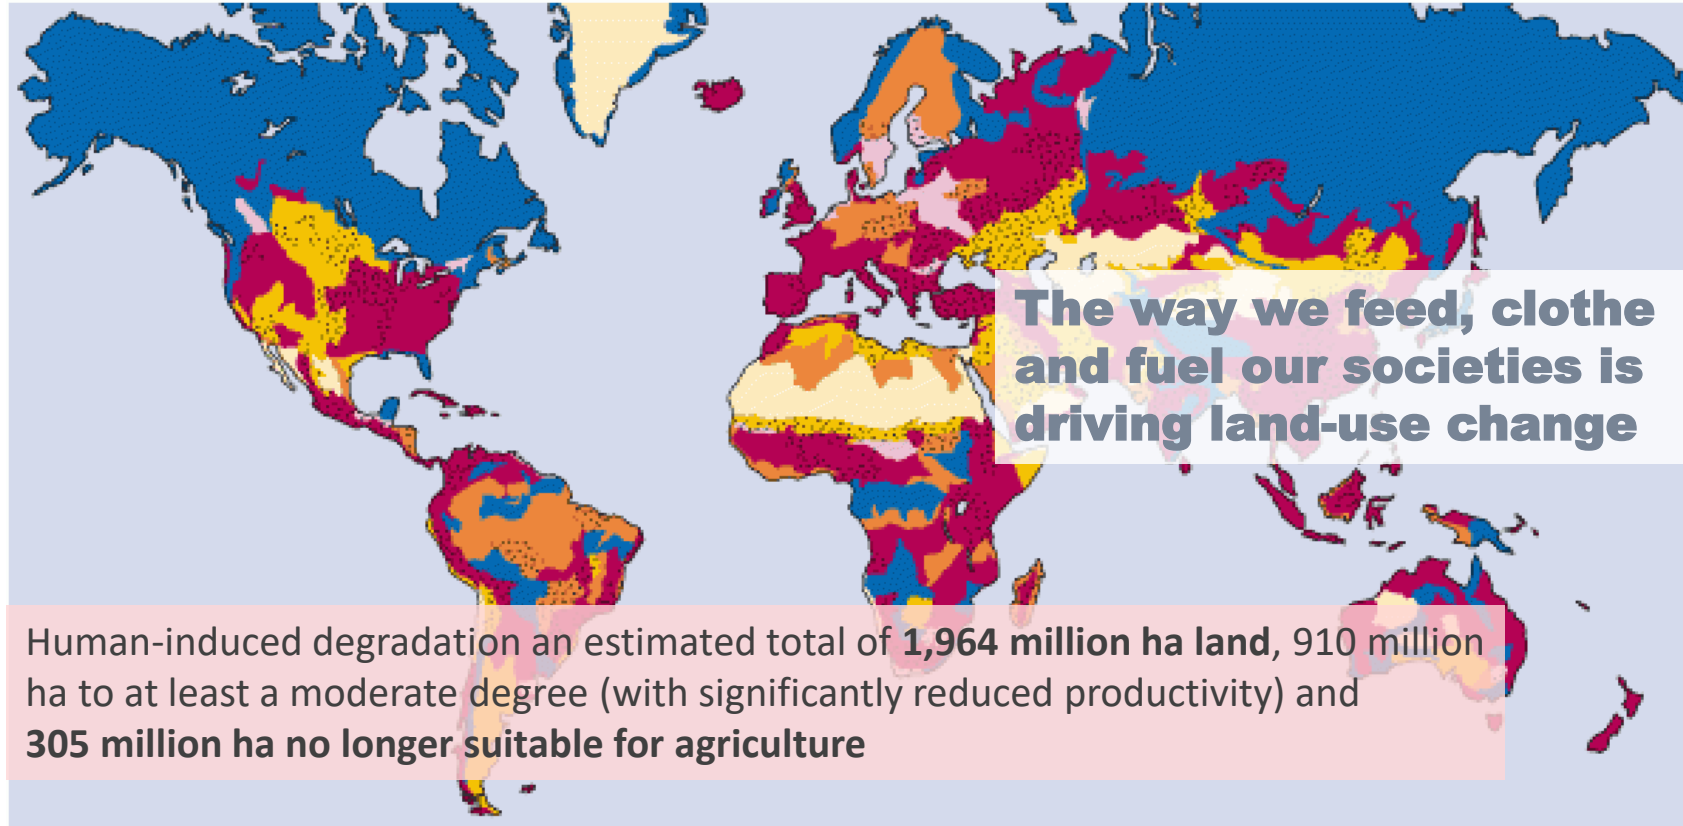 The way we feed, clothe
and fuel our societies is
driving land-use change
Human-induced degradation an estimated total of 1,964 million ha land, 910 million
ha to at least a moderate degree (with significantly reduced productivity) and
305 million ha no longer suitable for agriculture